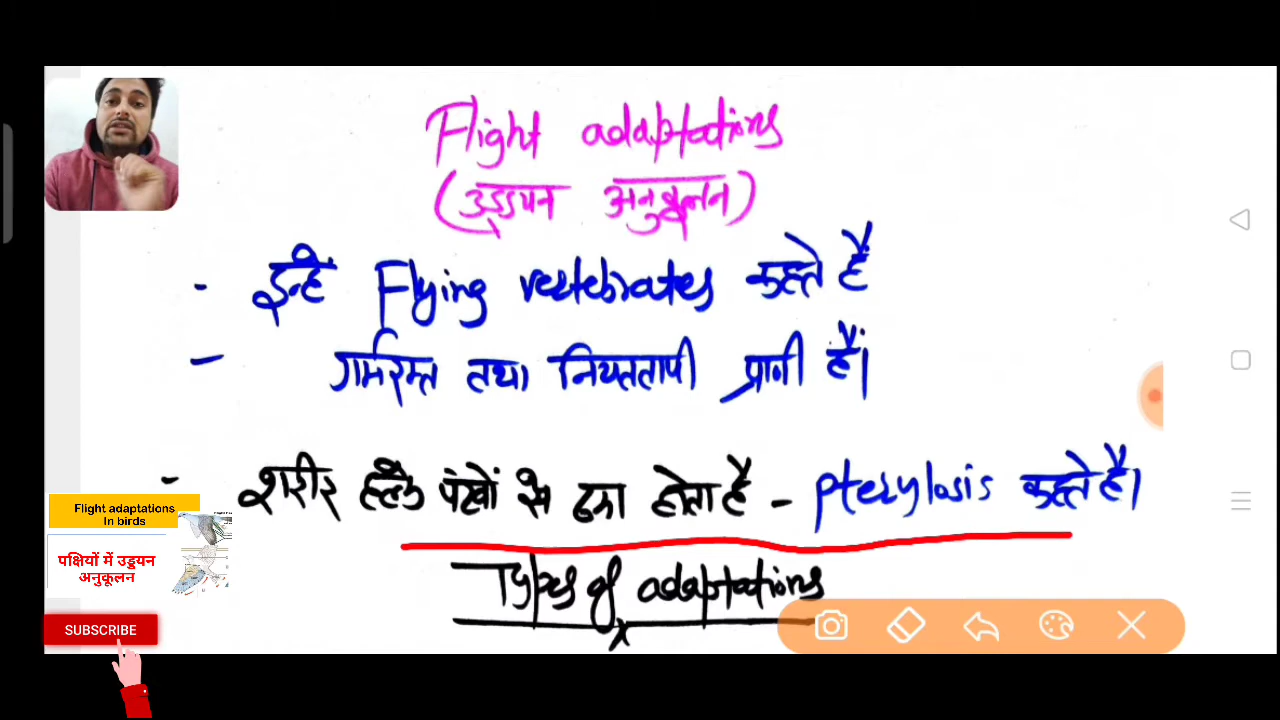 Flight adaptations
(उड्डयन अनुकूलन)
- इन्हें Flying vertebrates कहते हैं
- गर्मरक्त तथा नियततापी प्राणी हैं।
- शरीर हल्के पंखों से ढका होता है - pterylosis कहते हैं।
Types of adaptations
Flight adaptations
In birds
पक्षियों में उड्डयन
अनुकूलन
SUBSCRIBE